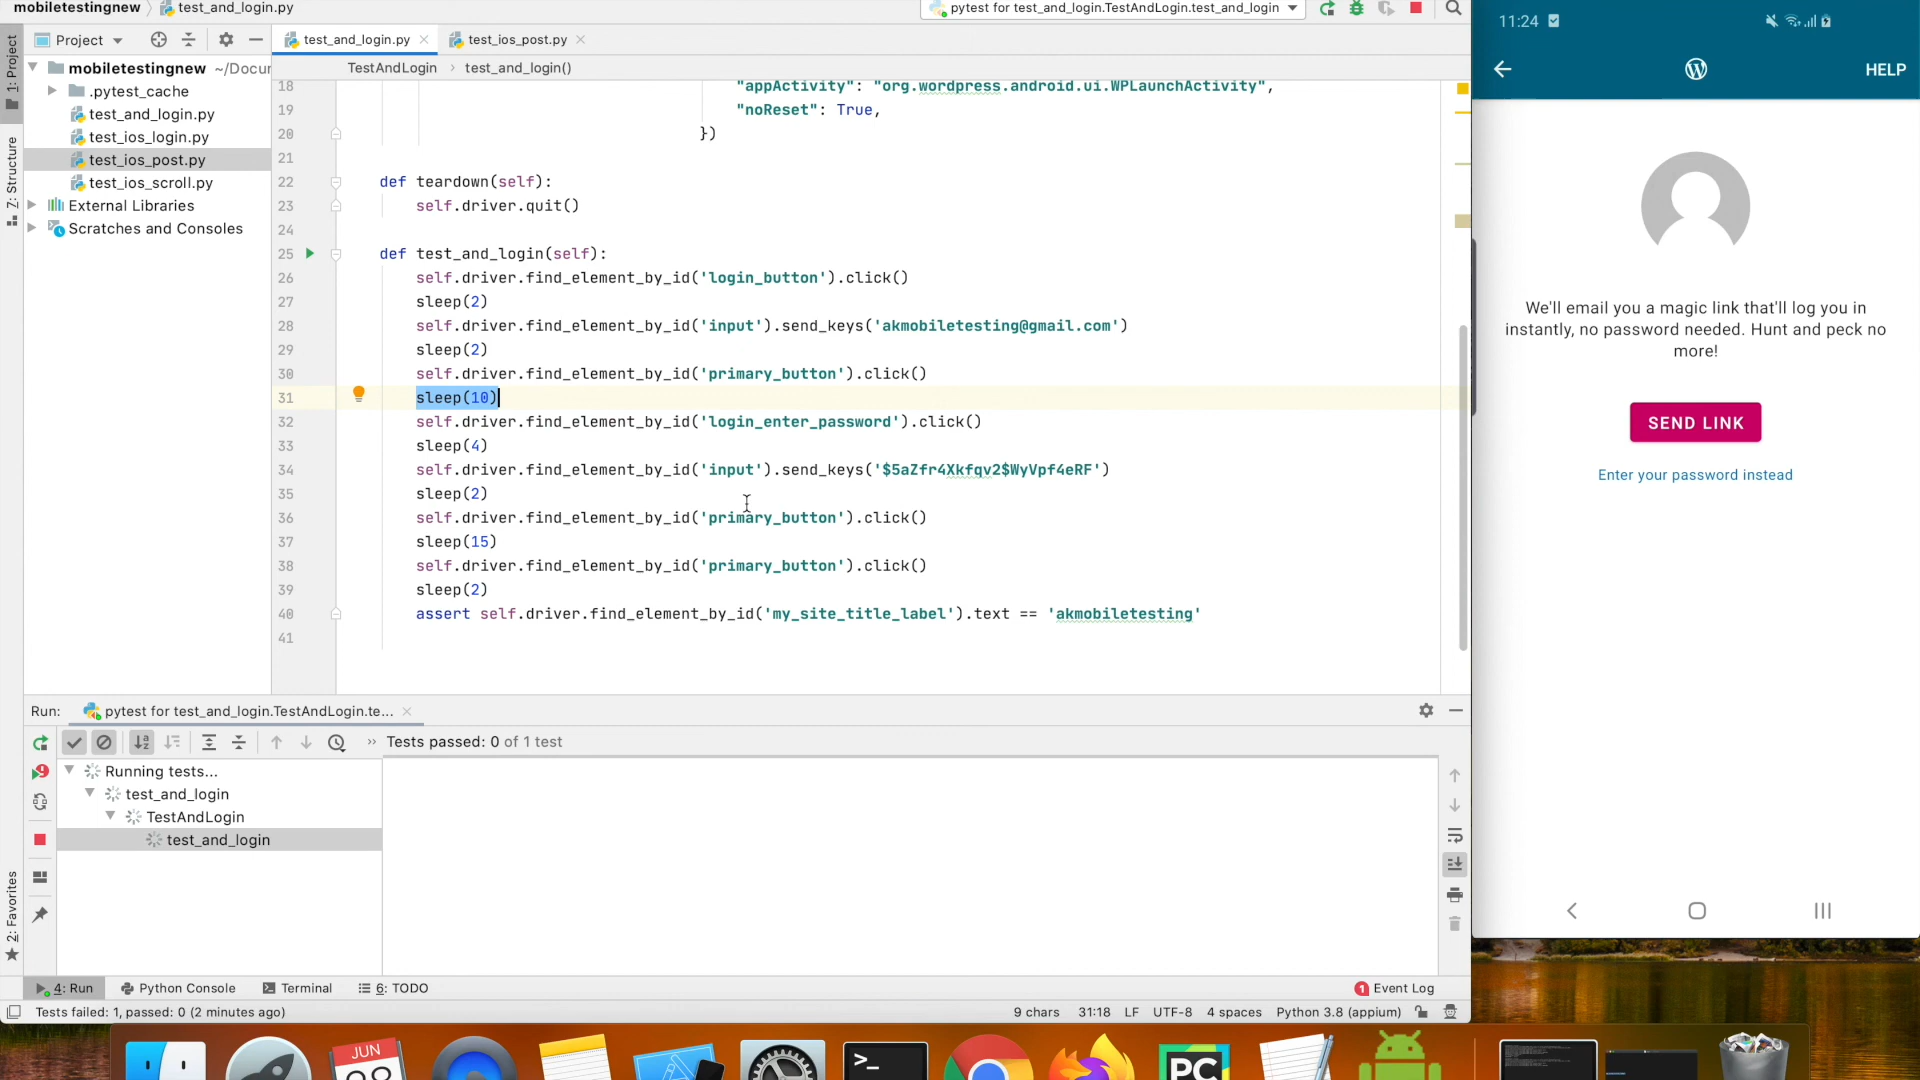 mobiletestingnew test_and_login.py
pytest for test_and_login.TestAndLogin.test_and_login
1: Project
Z: Structure
2: Favorites
Project
test_and_login.py
test_ios_post.py
TestAndLogin test_and_login()
mobiletestingnew ~/Docur
.pytest_cache
test_and_login.py
test_ios_login.py
test_ios_post.py
test_ios_scroll.py
External Libraries
Scratches and Consoles
18 "appActivity": "org.wordpress.android.ui.WPLaunchActivity",
19 "noReset": True,
20 })
21
22 def teardown(self):
23 self.driver.quit()
24
25 def test_and_login(self):
26 self.driver.find_element_by_id('login_button').click()
27 sleep(2)
28 self.driver.find_element_by_id('input').send_keys('akmobiletesting@gmail.com')
29 sleep(2)
30 self.driver.find_element_by_id('primary_button').click()
31 sleep(10)
32 self.driver.find_element_by_id('login_enter_password').click()
33 sleep(4)
34 self.driver.find_element_by_id('input').send_keys('$5aZfr4Xkfqv2$WyVpf4eRF')
35 sleep(2)
36 self.driver.find_element_by_id('primary_button').click()
37 sleep(15)
38 self.driver.find_element_by_id('primary_button').click()
39 sleep(2)
40 assert self.driver.find_element_by_id('my_site_title_label').text == 'akmobiletesting'
41
Run: pytest for test_and_login.TestAndLogin.te...
Tests passed: 0 of 1 test
Running tests...
test_and_login
TestAndLogin
test_and_login
4: Run Python Console Terminal 6: TODO
1 Event Log
Tests failed: 1, passed: 0 (2 minutes ago)
9 chars 31:18 LF UTF-8 4 spaces Python 3.8 (appium)
11:24
HELP
We'll email you a magic link that'll log you in
instantly, no password needed. Hunt and peck no
more!
SEND LINK
Enter your password instead
JUN
PC